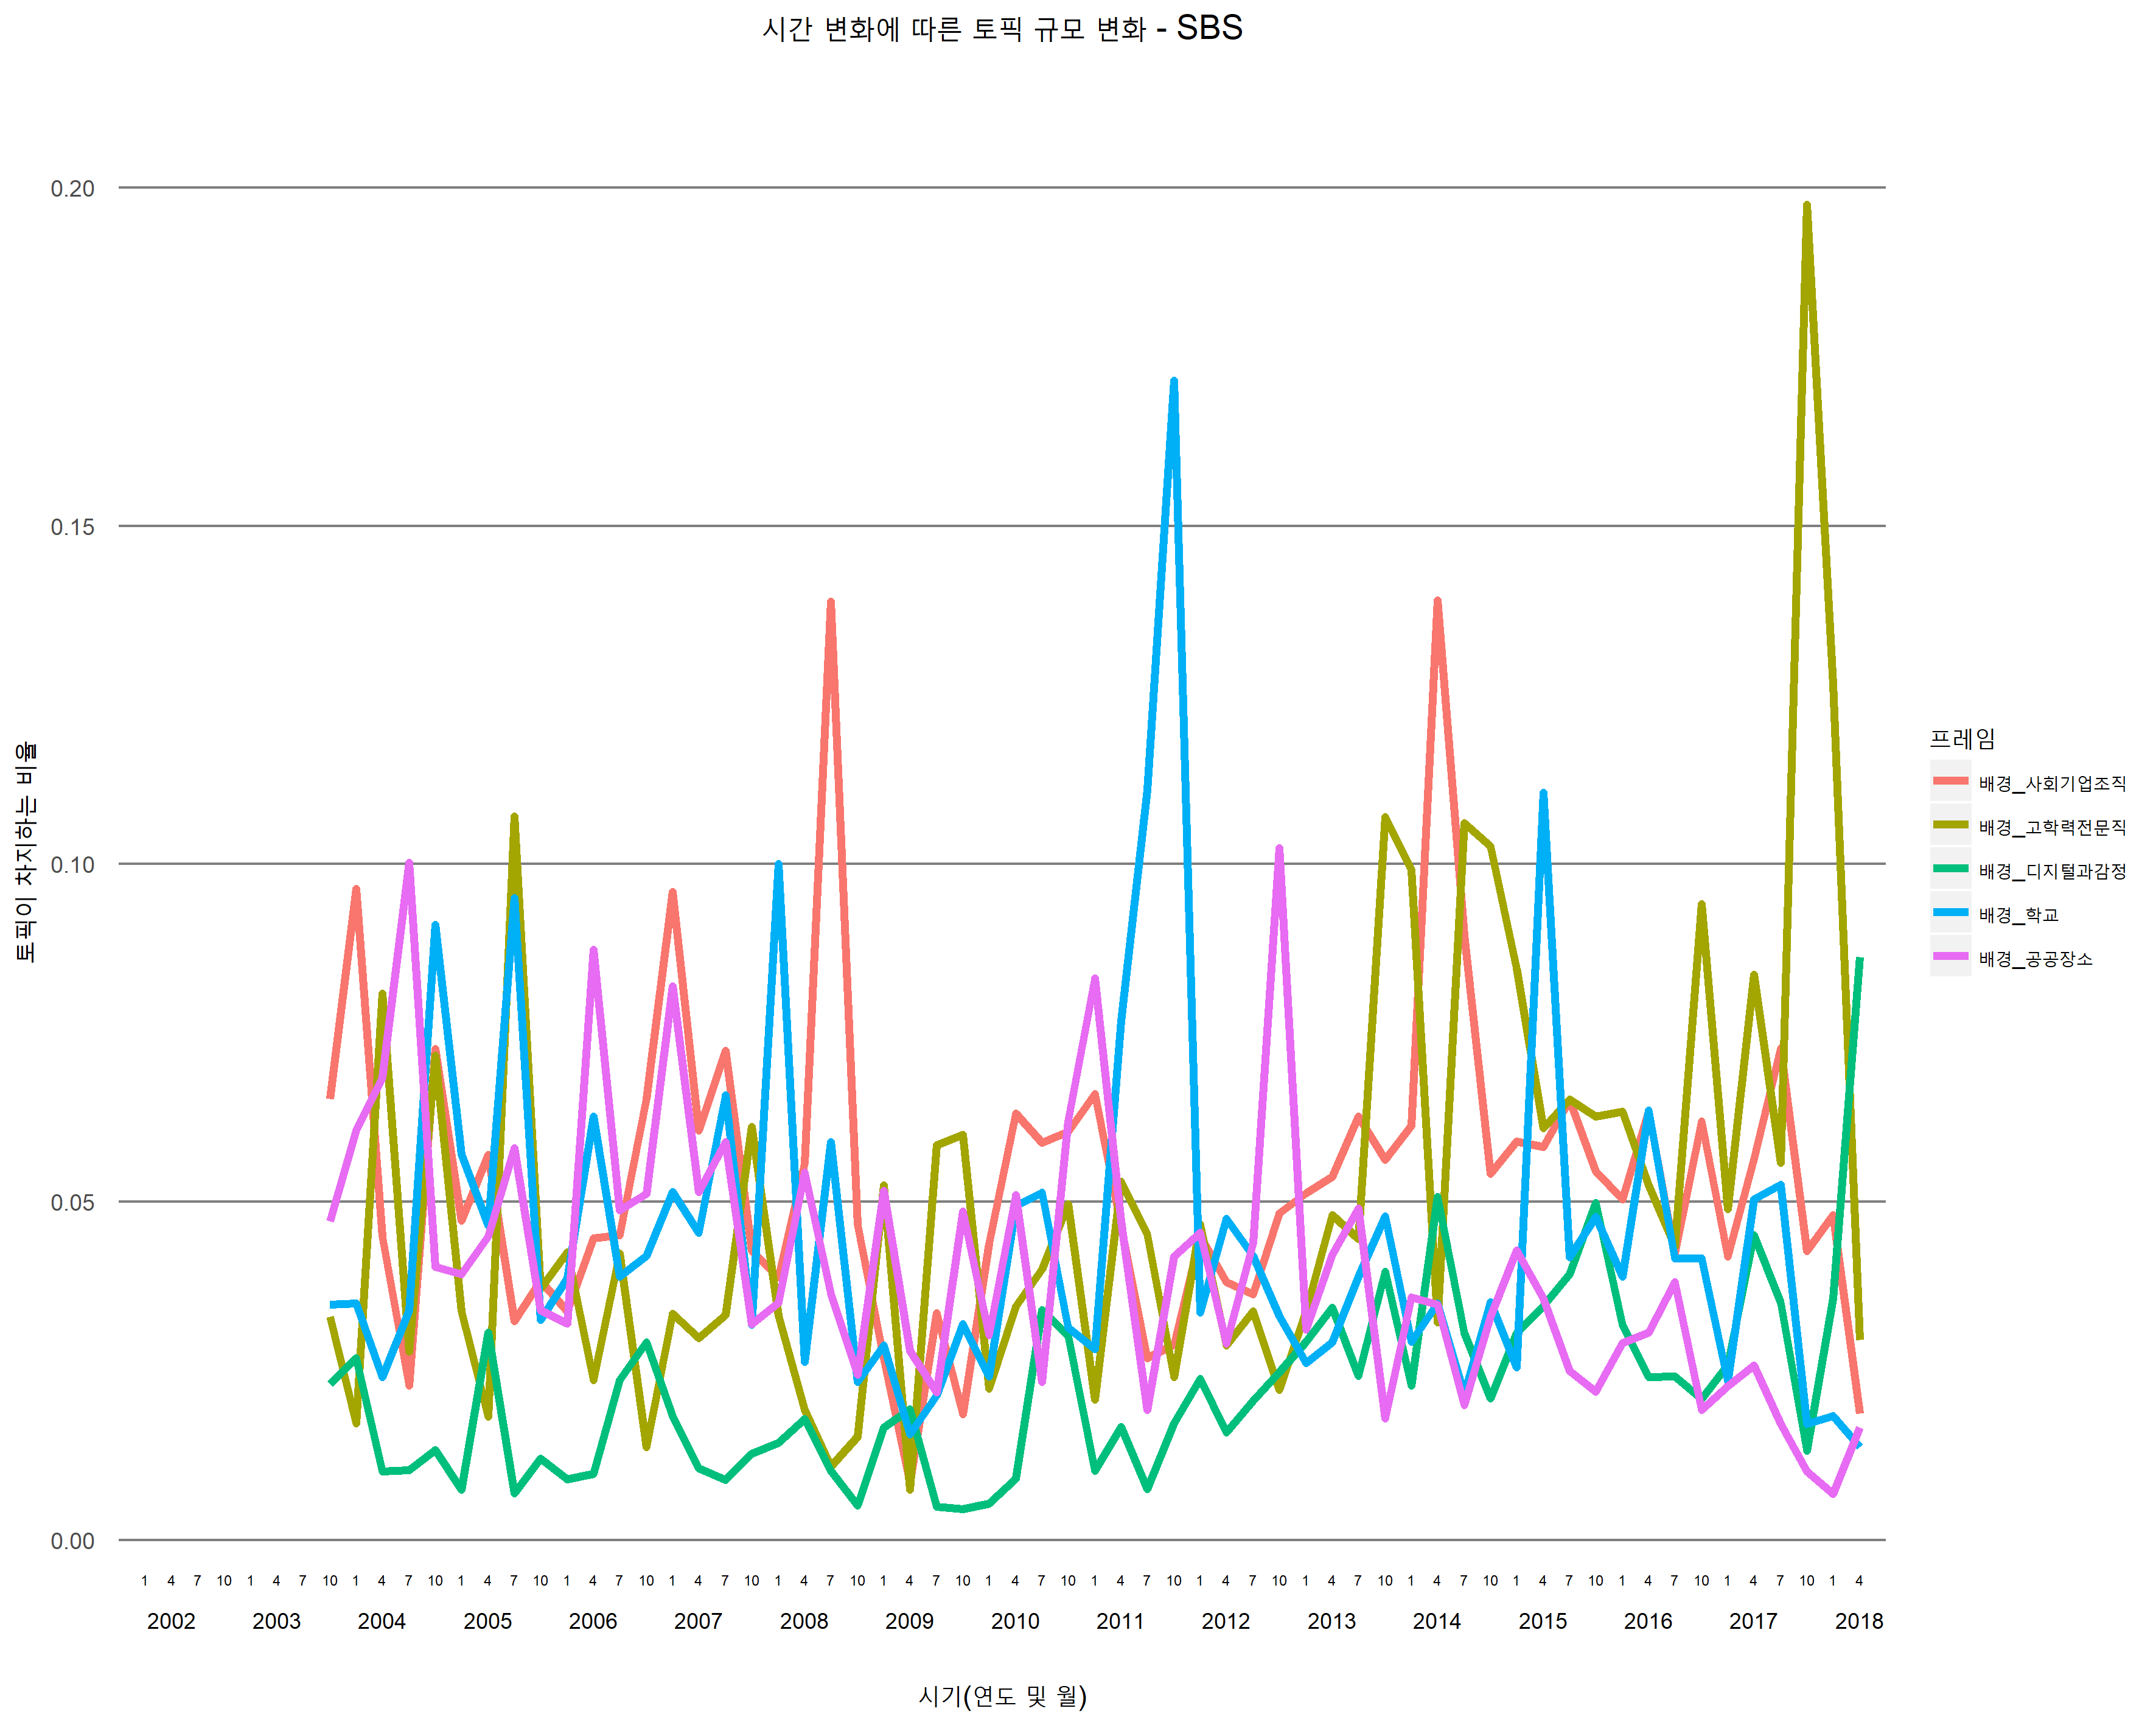 시간 변화에 따른 토픽 규모 변화 - SBS
토픽이 차지하는 비율
0.20
0.15
0.10
0.05
0.00
1 4 7 10 1 4 7 10 1 4 7 10 1 4 7 10 1 4 7 10 1 4 7 10 1 4 7 10 1 4 7 10 1 4 7 10 1 4 7 10 1 4 7 10 1 4 7 10 1 4 7 10 1 4 7 10 1 4 7 10 1 4 7 10 1 4
2002 2003 2004 2005 2006 2007 2008 2009 2010 2011 2012 2013 2014 2015 2016 2017 2018
시기(연도 및 월)
프레임
배경_사회기업조직
배경_고학력전문직
배경_디지털과감정
배경_학교
배경_공공장소